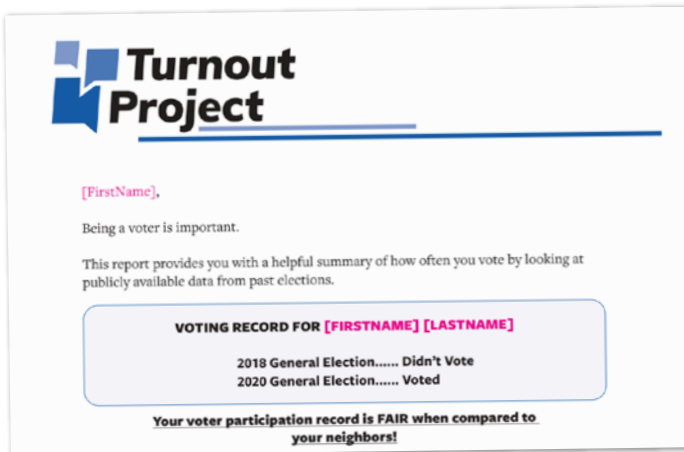 Turnout
Project
[FirstName],
Being a voter is important.
This report provides you with a helpful summary of how often you vote by looking at
publicly available data from past elections.
VOTING RECORD FOR [FIRSTNAME] [LASTNAME]
2018 General Election...... Didn't Vote
2020 General Election...... Voted
Your voter participation record is FAIR when compared to
your neighbors!